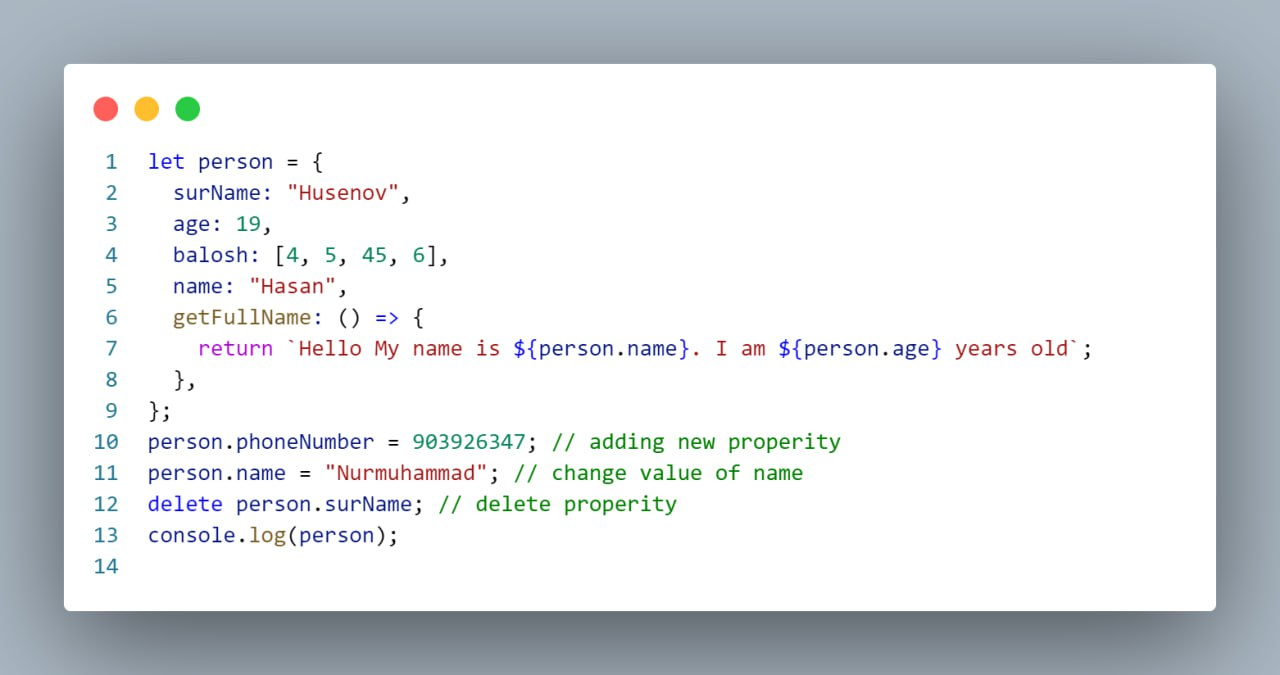 1 let person = {
2   surName: "Husenov",
3   age: 19,
4   balosh: [4, 5, 45, 6],
5   name: "Hasan",
6   getFullName: () => {
7     return `Hello My name is ${person.name}. I am ${person.age} years old`;
8   },
9 };
10 person.phoneNumber = 903926347; // adding new properity
11 person.name = "Nurmuhammad"; // change value of name
12 delete person.surName; // delete properity
13 console.log(person);
14